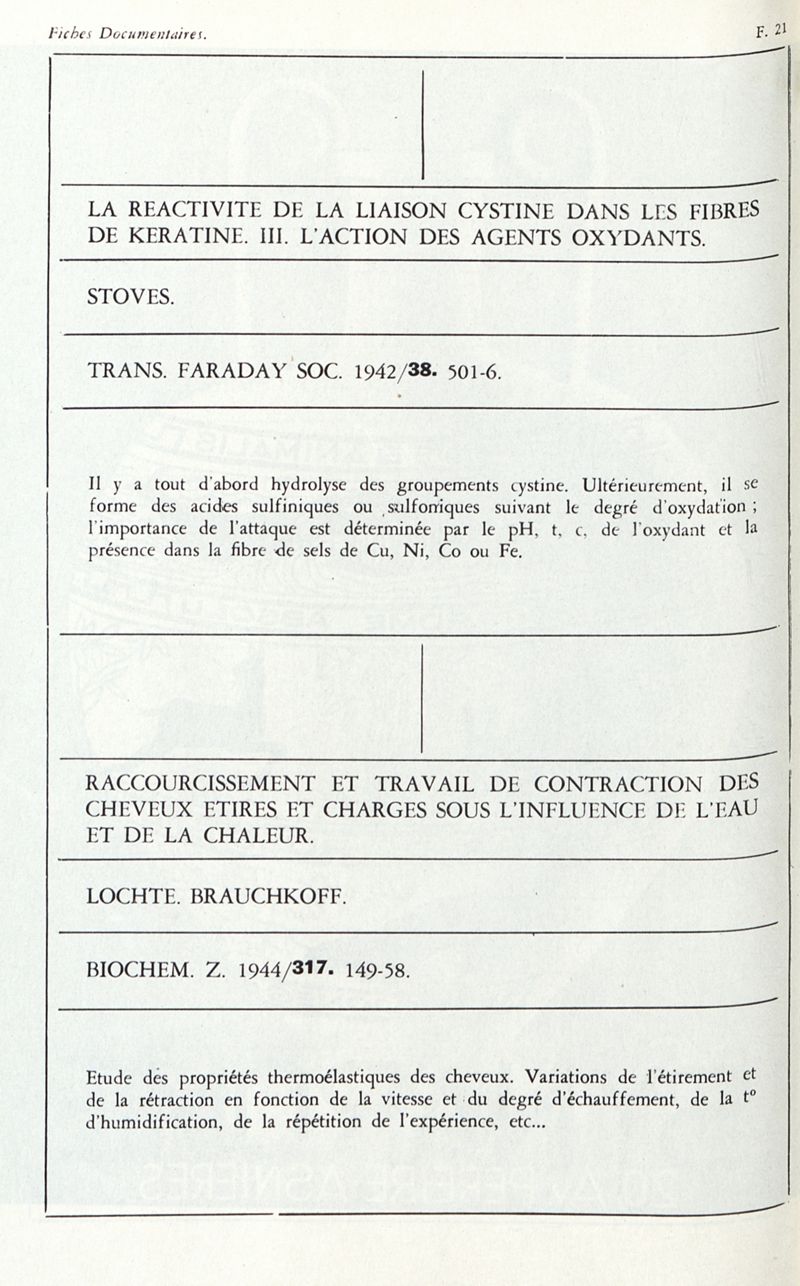 Fiches Documentaires.
F. 21
LA REACTIVITE DE LA LIAISON CYSTINE DANS LES FIBRES
DE KERATINE. III. L'ACTION DES AGENTS OXYDANTS.
STOVES.
TRANS. FARADAY SOC. 1942/38. 501-6.
Il y a tout d'abord hydrolyse des groupements cystine. Ultérieurement, il se
forme des acides sulfiniques ou sulfoniques suivant le degré d'oxydation ;
l'importance de l'attaque est déterminée par le pH, t, c, de l'oxydant et la
présence dans la fibre de sels de Cu, Ni, Co ou Fe.
RACCOURCISSEMENT ET TRAVAIL DE CONTRACTION DES
CHEVEUX ETIRES ET CHARGES SOUS L'INFLUENCE DE L'EAU
ET DE LA CHALEUR.
LOCHTE. BRAUCHKOFF.
BIOCHEM. Z. 1944/317. 149-58.
Etude des propriétés thermoélastiques des cheveux. Variations de l'étirement et
de la rétraction en fonction de la vitesse et du degré d'échauffement, de la t°
d'humidification, de la répétition de l'expérience, etc...